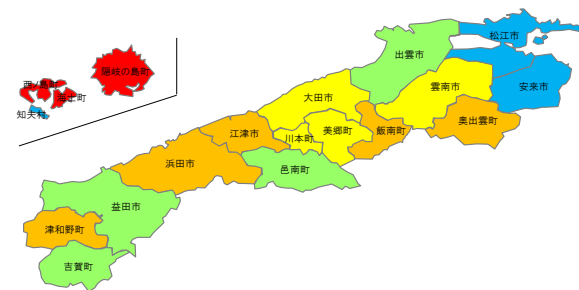 松江市
出雲市
隠岐の島町
西ノ島町
海士町
知夫村
安来市
雲南市
大田市
奥出雲町
飯南町
美郷町
川本町
江津市
浜田市
邑南町
益田市
津和野町
吉賀町